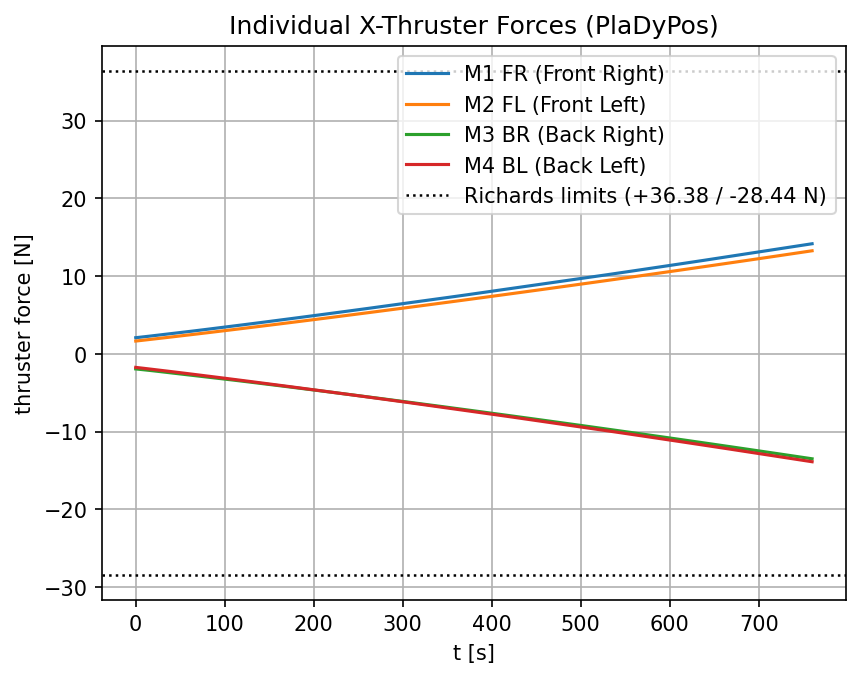 Individual X-Thruster Forces (PlaDyPos)
M1 FR (Front Right)
M2 FL (Front Left)
M3 BR (Back Right)
M4 BL (Back Left)
Richards limits (+36.38 / -28.44 N)
thruster force [N]
30
20
10
0
−10
−20
−30
0 100 200 300 400 500 600 700
t [s]